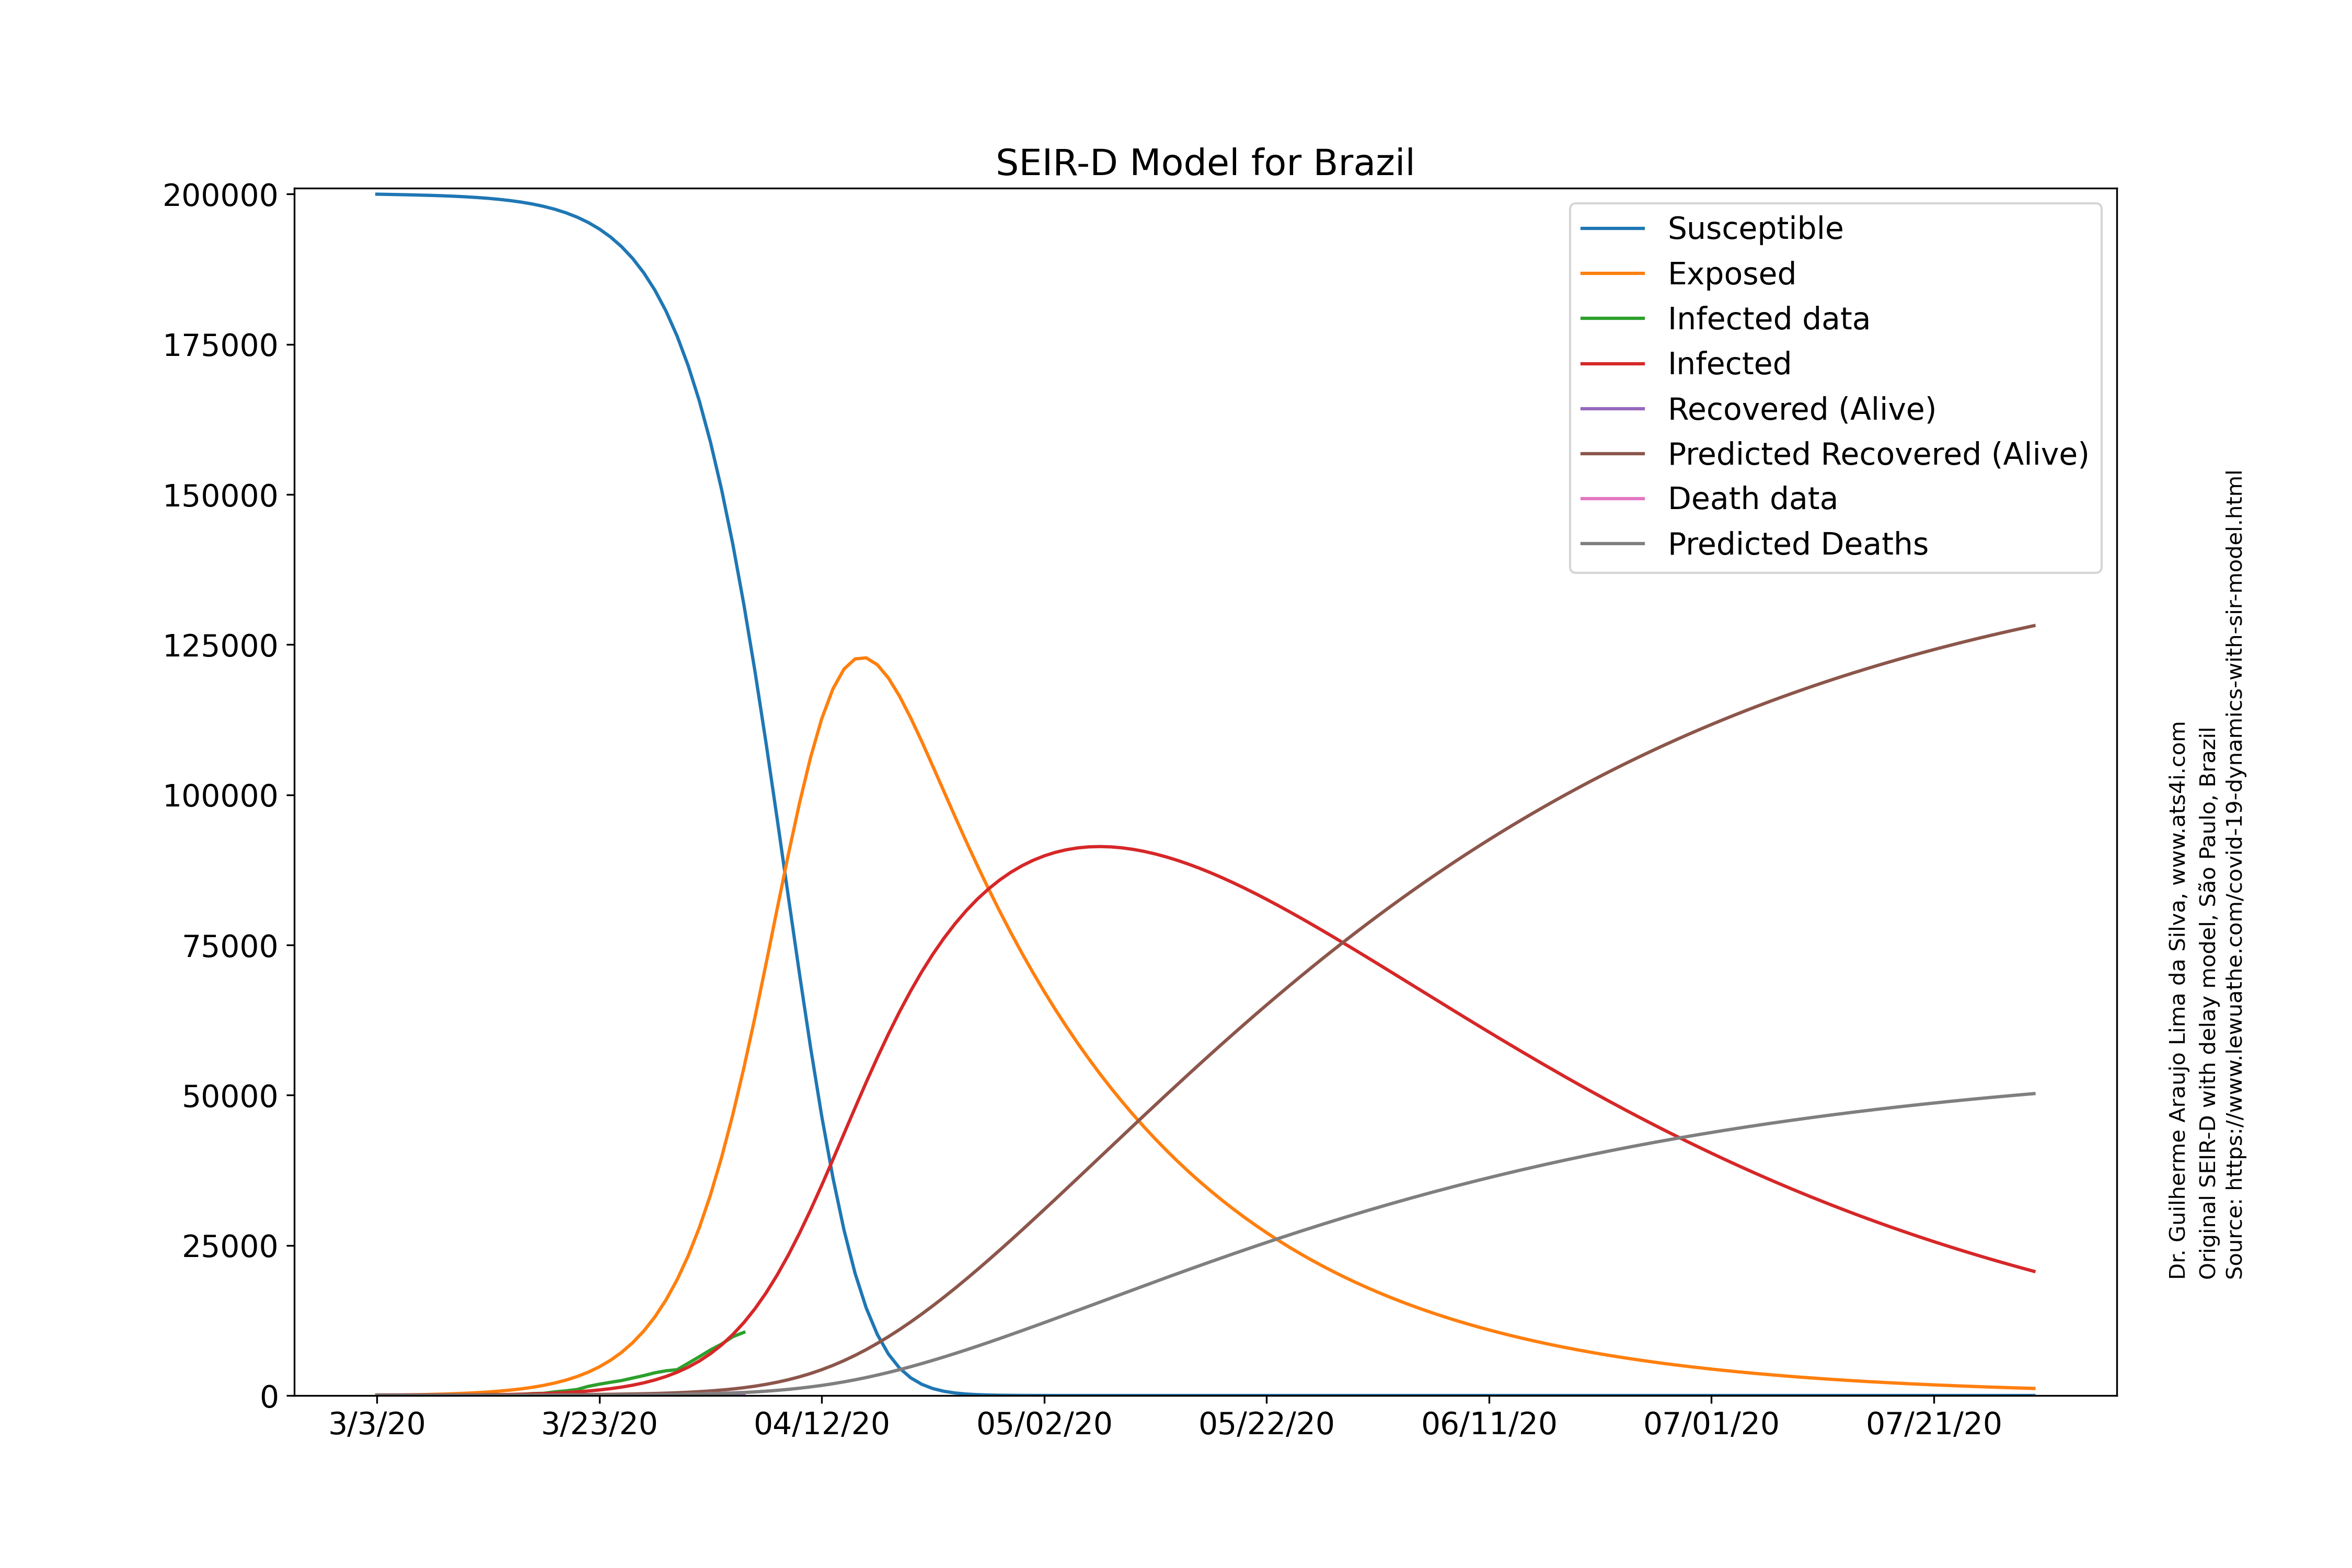 SEIR-D Model for Brazil
200000
175000
150000
125000
100000
75000
50000
25000
0
3/3/20
3/23/20
04/12/20
05/02/20
05/22/20
06/11/20
07/01/20
07/21/20
Susceptible
Exposed
Infected data
Infected
Recovered (Alive)
Predicted Recovered (Alive)
Death data
Predicted Deaths
Dr. Guilherme Araujo Lima da Silva, www.ats4i.com
Original SEIR-D with delay model, São Paulo, Brazil
Source: https://www.lewuathe.com/covid-19-dynamics-with-sir-model.html